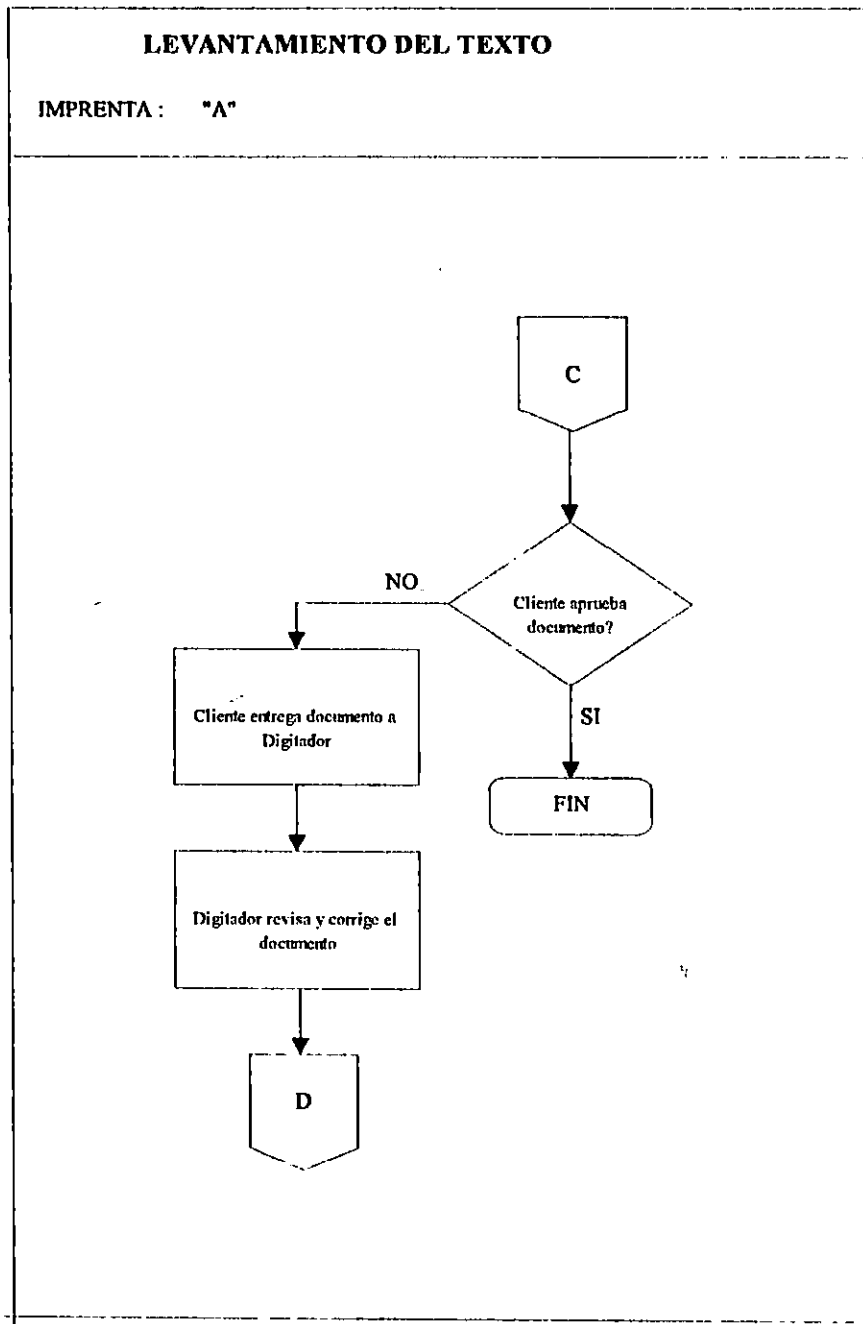 LEVANTAMIENTO DEL TEXTO
IMPRENTA : "A"
C
NO
Cliente aprueba
documento?
Cliente entrega documento a
Digitador
SI
FIN
Digitador revisa y corrige el
documento
D